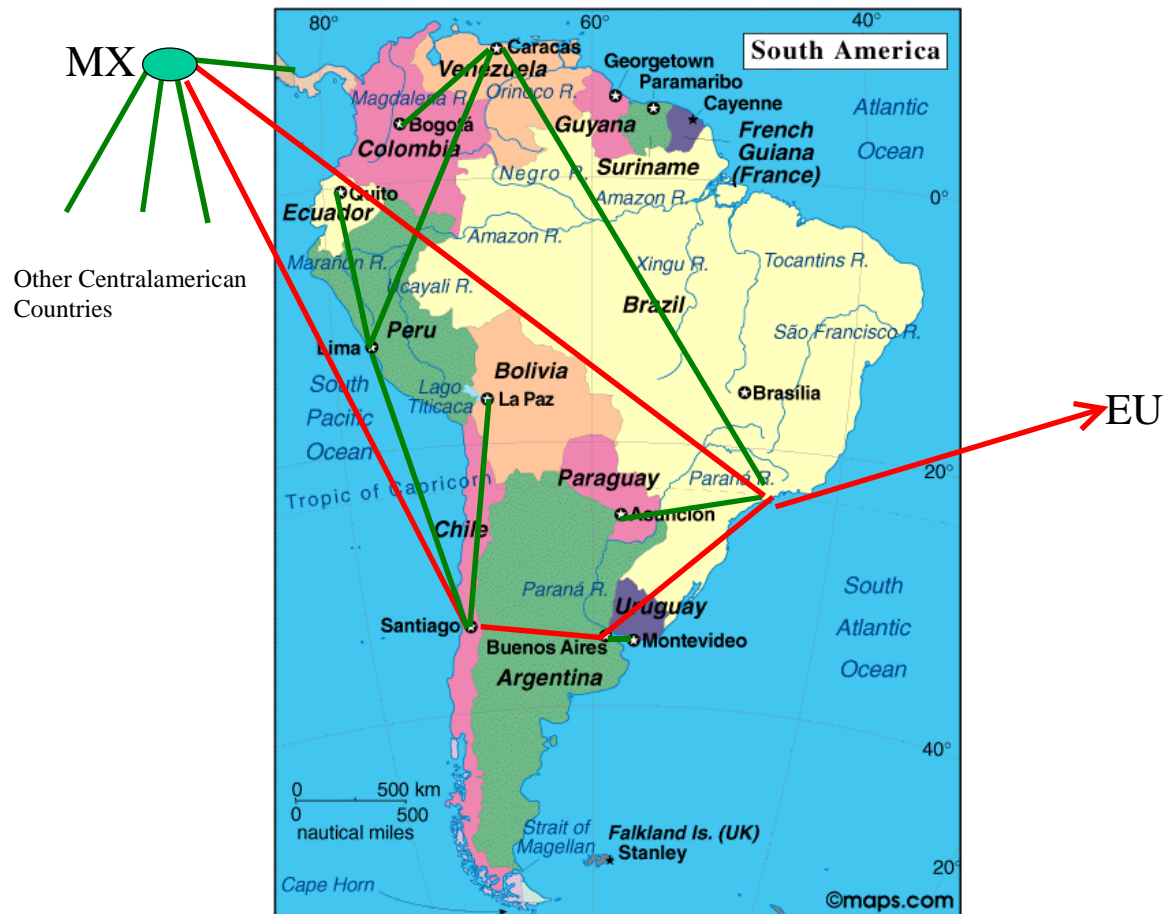 80°
60°
MX
Caracas
South America
Venezuela
Georgetown
Orinoco R.
Paramaribo
Magdalena R.
Cayenne
Atlantic
Ocean
Bogotá
Guyana
Colombia
French
Guiana
(France)
Suriname
Negro R.
Quito
Amazon R.
0°
Ecuador
Amazon R.
Marañon R.
Xingu R.
Tocantins R.
Other Centralamerican
Countries
Ucayali R.
Brazil
São Francisco R.
Peru
Lima
Bolivia
South
Pacific
Ocean
Lago
Titicaca
La Paz
Brasília
EU
Paraguay
Paraná R.
20°
Tropic of Capricorn
Asunción
Chile
Paraná R.
South
Atlantic
Ocean
Uruguay
Santiago
Buenos Aires
Montevideo
Argentina
40°
0 500 km
0 500
nautical miles
Strait of
Magellan
Falkland Is. (UK)
Stanley
20°
Cape Horn
©maps.com